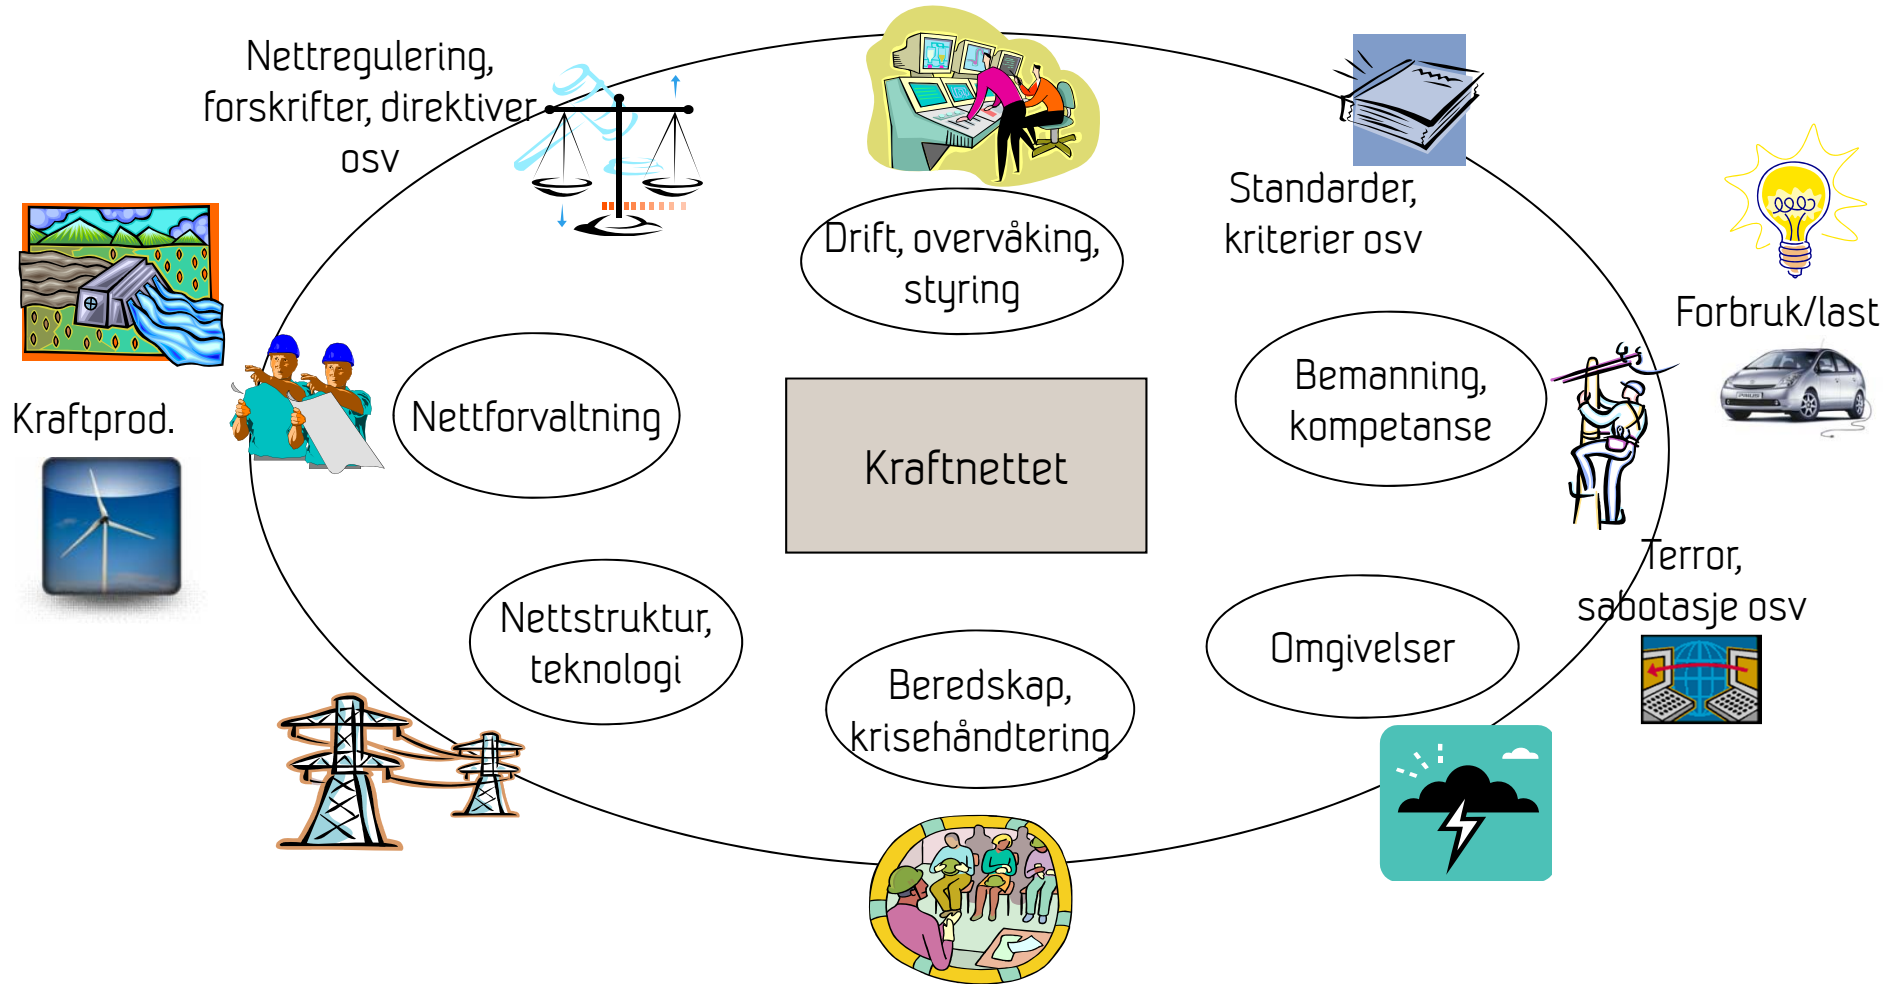 Nettregulering,
forskrifter, direktiver
osv
Standarder,
kriterier osv
Drift, overvåking,
styring
Forbruk/last
Bemanning,
kompetanse
Nettforvaltning
Kraftprod.
Kraftnettet
Terror,
sabotasje osv
Nettstruktur,
teknologi
Omgivelser
Beredskap,
krisehåndtering